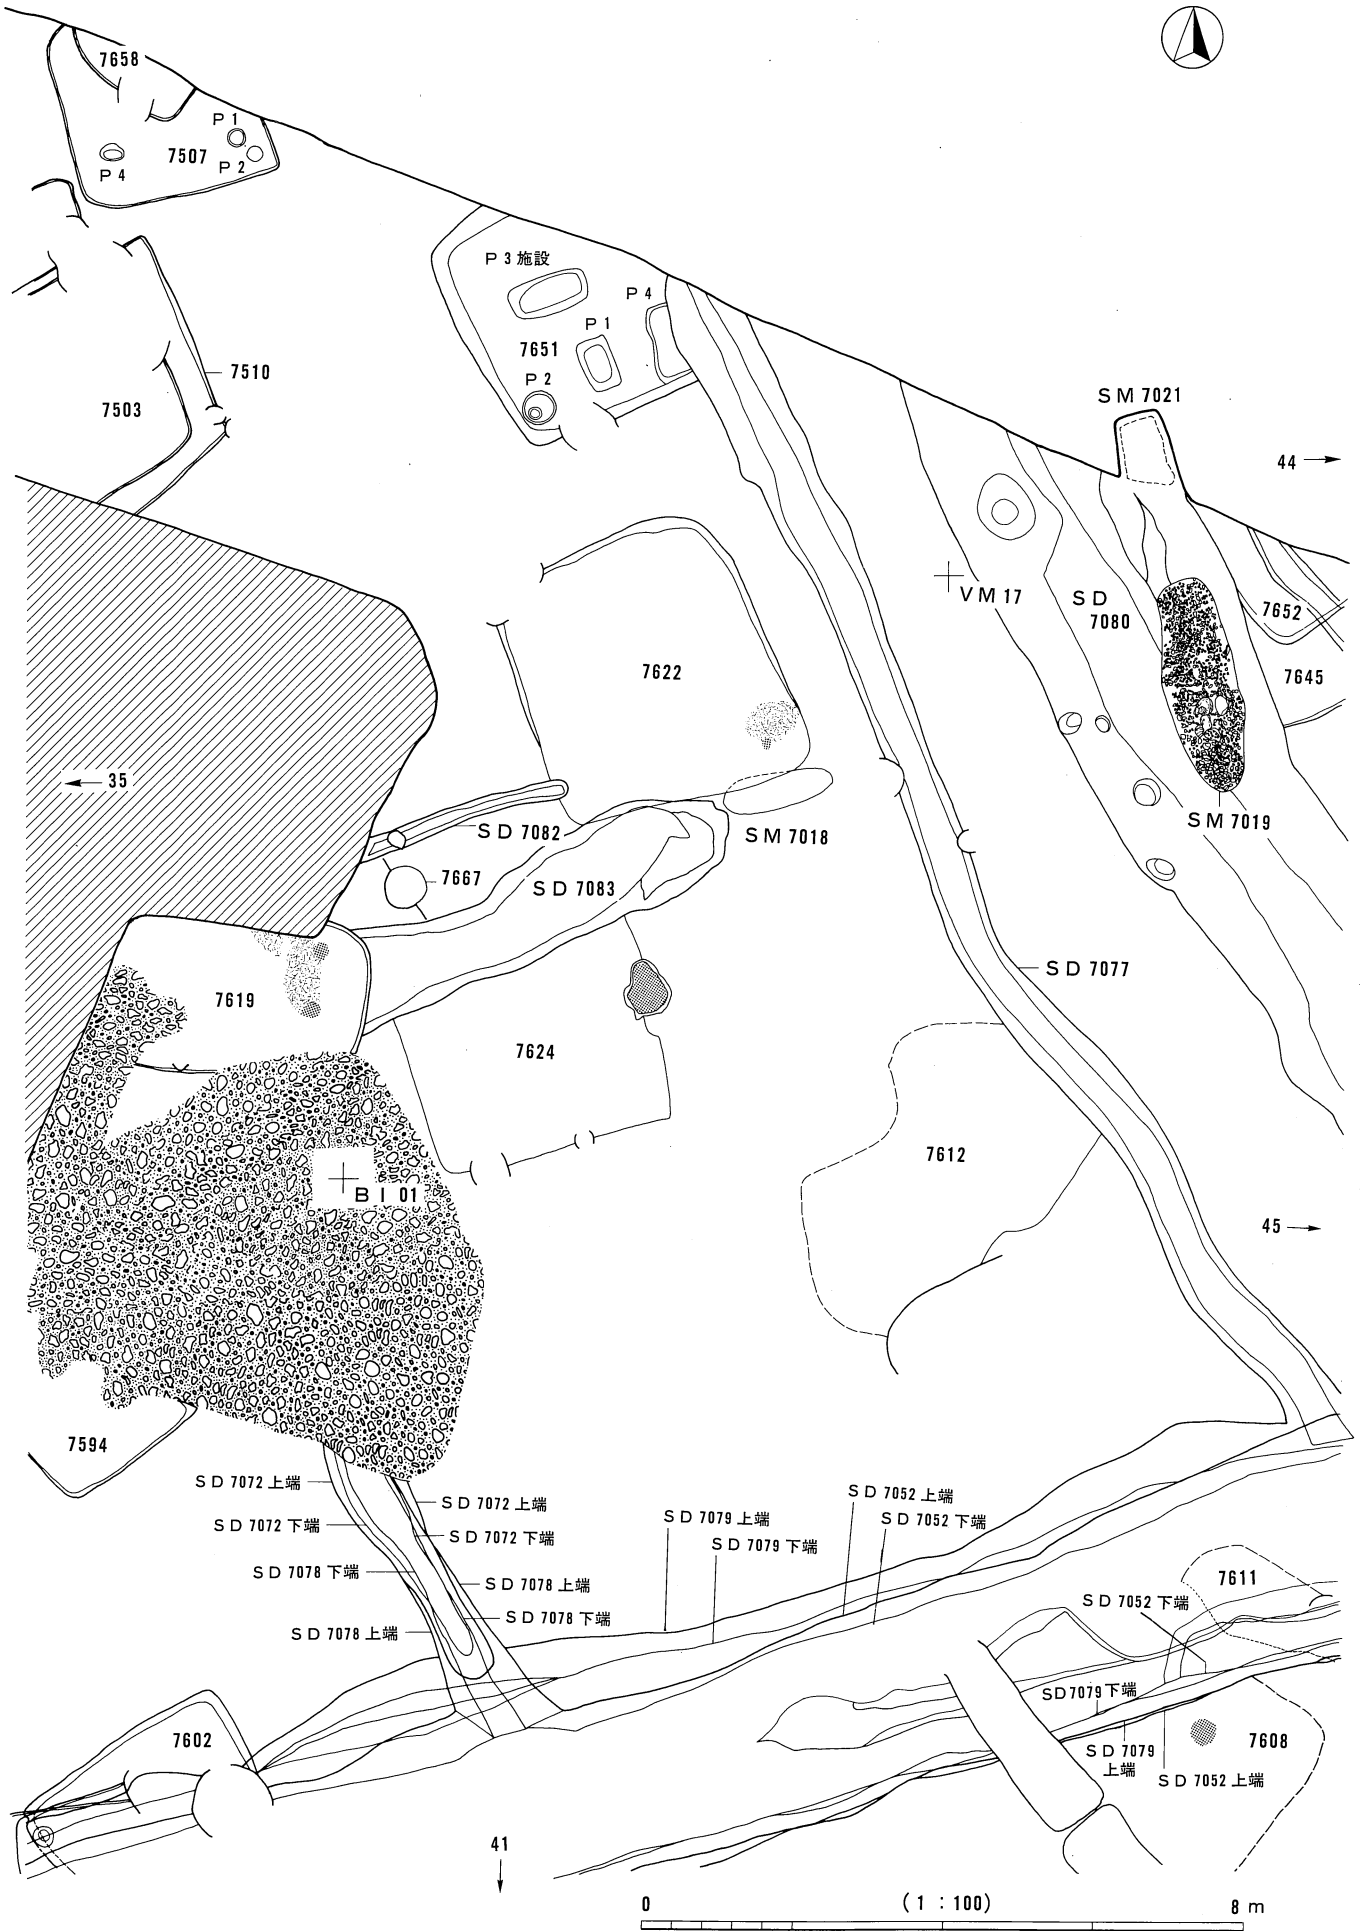 7658
P 1
7507
P 4
P 2
P 3 施設
P 4
P 1
7651
P 2
7510
7503
SM 7021
44
VM 17
SD
7080
7652
7645
7622
35
SD 7082
SM 7018
SM 7019
7667
SD 7083
SD 7077
7619
7624
7612
B I 01
45
7594
SD 7072 上端
SD 7072 上端
SD 7052 上端
SD 7072 下端
SD 7072 下端
SD 7079 上端
SD 7052 下端
SD 7079 下端
SD 7078 下端
SD 7078 上端
7611
SD 7052 下端
SD 7078 下端
SD 7078 上端
SD 7079 下端
7602
7608
SD 7079
上端
SD 7052 上端
41
0
(1 : 100)
8 m